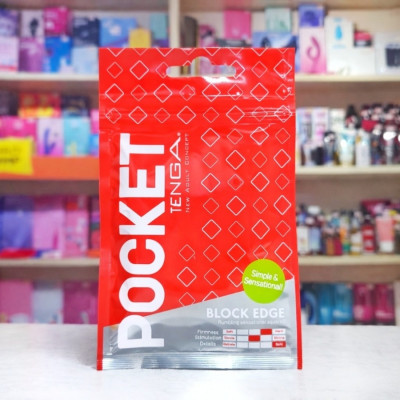 POCKET
TENGA
NEW ADULT CONCEPT
Simple &
Sensational!
BLOCK EDGE
Firmness
Stimulation
Details